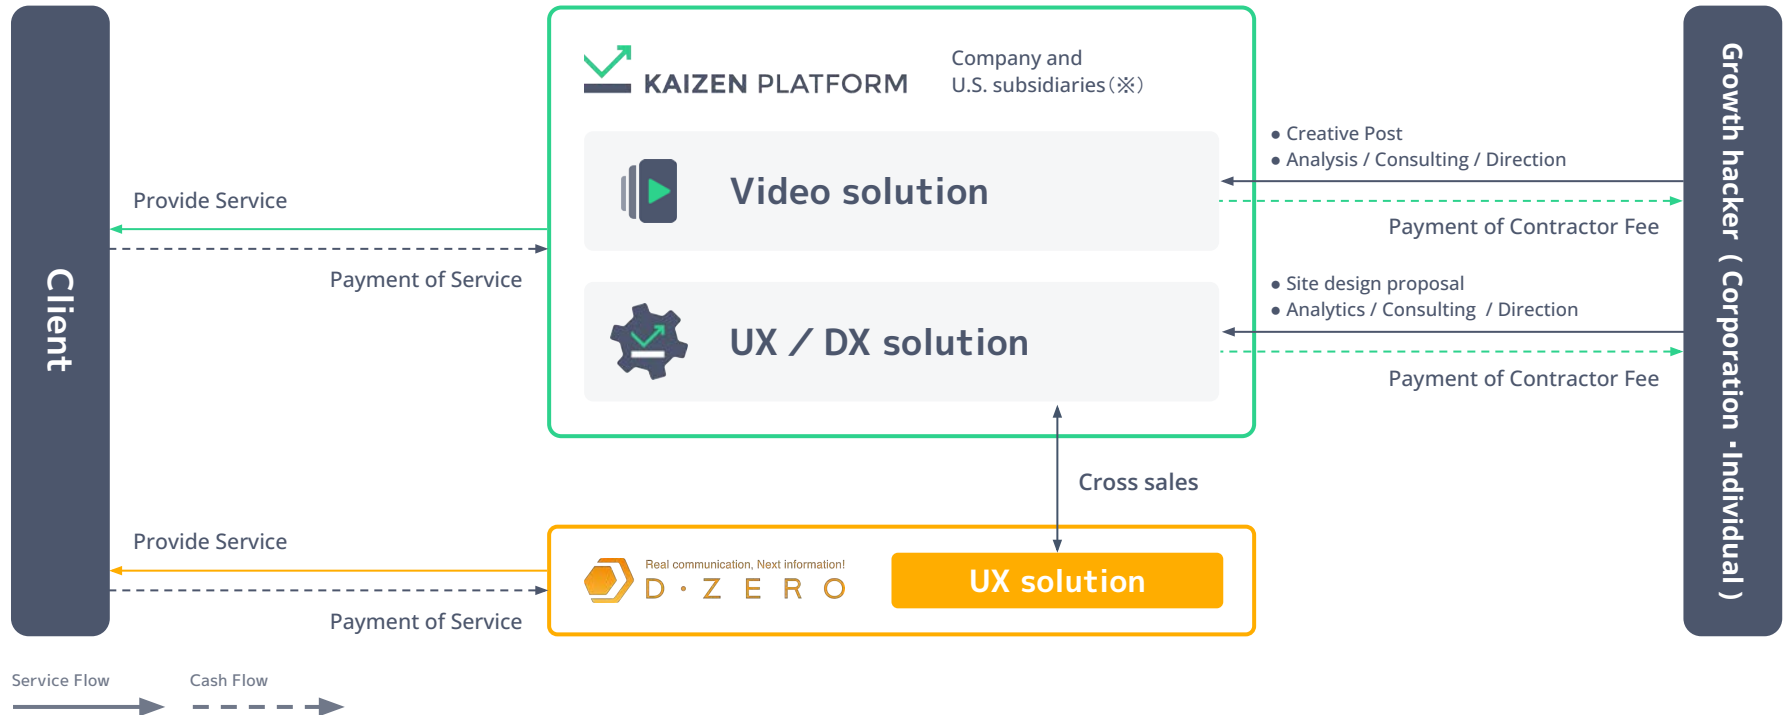 Client
Provide Service
Payment of Service
KAIZEN PLATFORM
Company and
U.S. subsidiaries(※)
Video solution
UX / DX solution
● Creative Post
● Analysis / Consulting / Direction
Payment of Contractor Fee
● Site design proposal
● Analytics / Consulting / Direction
Payment of Contractor Fee
Growth hacker ( Corporation・Individual )
Cross sales
Provide Service
Payment of Service
Real communication, Next information!
D・ZERO
UX solution
Service Flow
Cash Flow